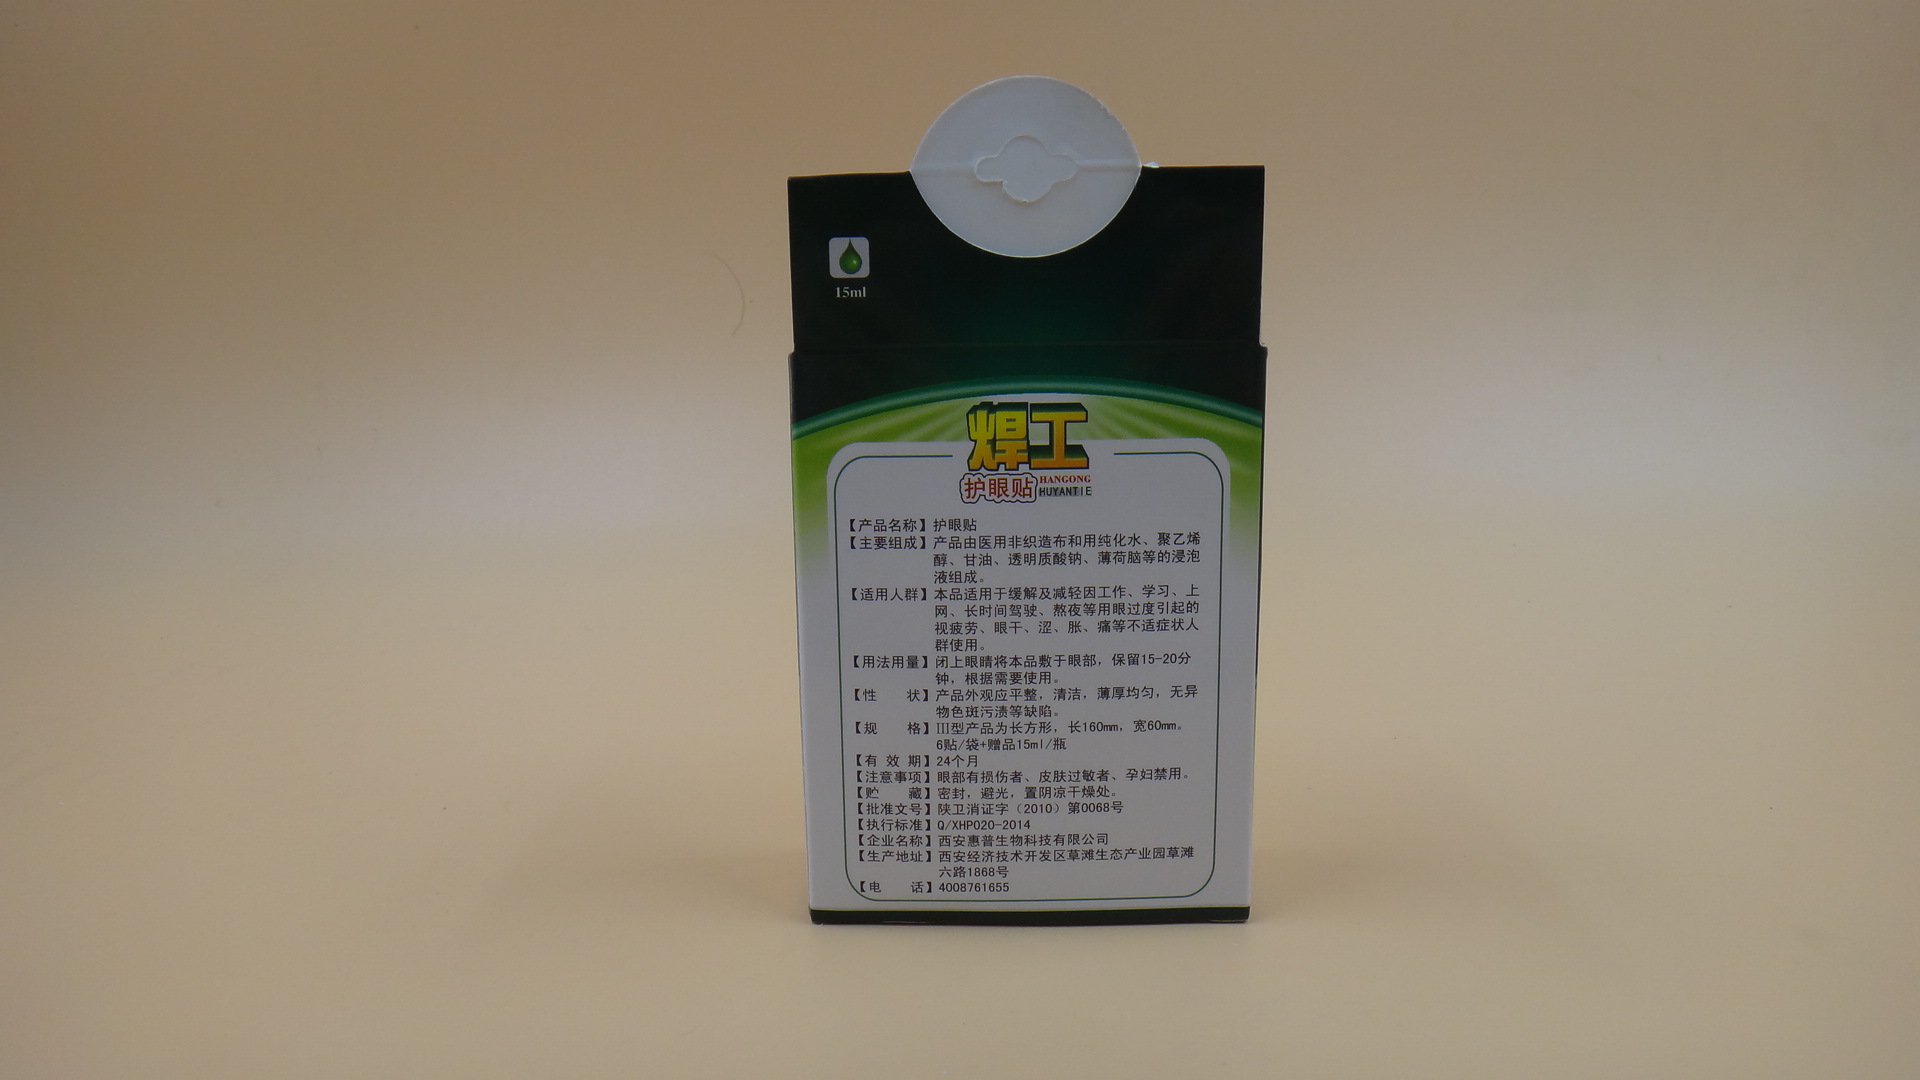 15ml
焊工
护眼贴 HANGONG
HUYANTIE
【产品名称】护眼贴
【主要组成】产品由医用非织造布和用纯化水、聚乙烯
醇、甘油、透明质酸钠、薄荷脑等的浸泡
液组成。
【适用人群】本品适用于缓解及减轻因工作、学习、上
网、长时间驾驶、熬夜等用眼过度引起的
视疲劳、眼干、涩、胀、痛等不适症状人
群使用。
【用法用量】闭上眼睛将本品敷于眼部，保留15-20分
钟，根据需要使用。
【性 状】产品外观应平整，清洁，薄厚均匀，无异
物色斑污渍等缺陷。
【规 格】III型产品为长方形，长160mm，宽60mm。
6贴/袋+赠品15ml/瓶
【有 效 期】24个月
【注意事项】眼部有损伤者、皮肤过敏者、孕妇禁用。
【贮 藏】密封，避光，置阴凉干燥处。
【批准文号】陕卫消证字（2010）第0068号
【执行标准】Q/XHP020-2014
【企业名称】西安惠普生物科技有限公司
【生产地址】西安经济技术开发区草滩生态产业园草滩
六路1868号
【电 话】4008761655